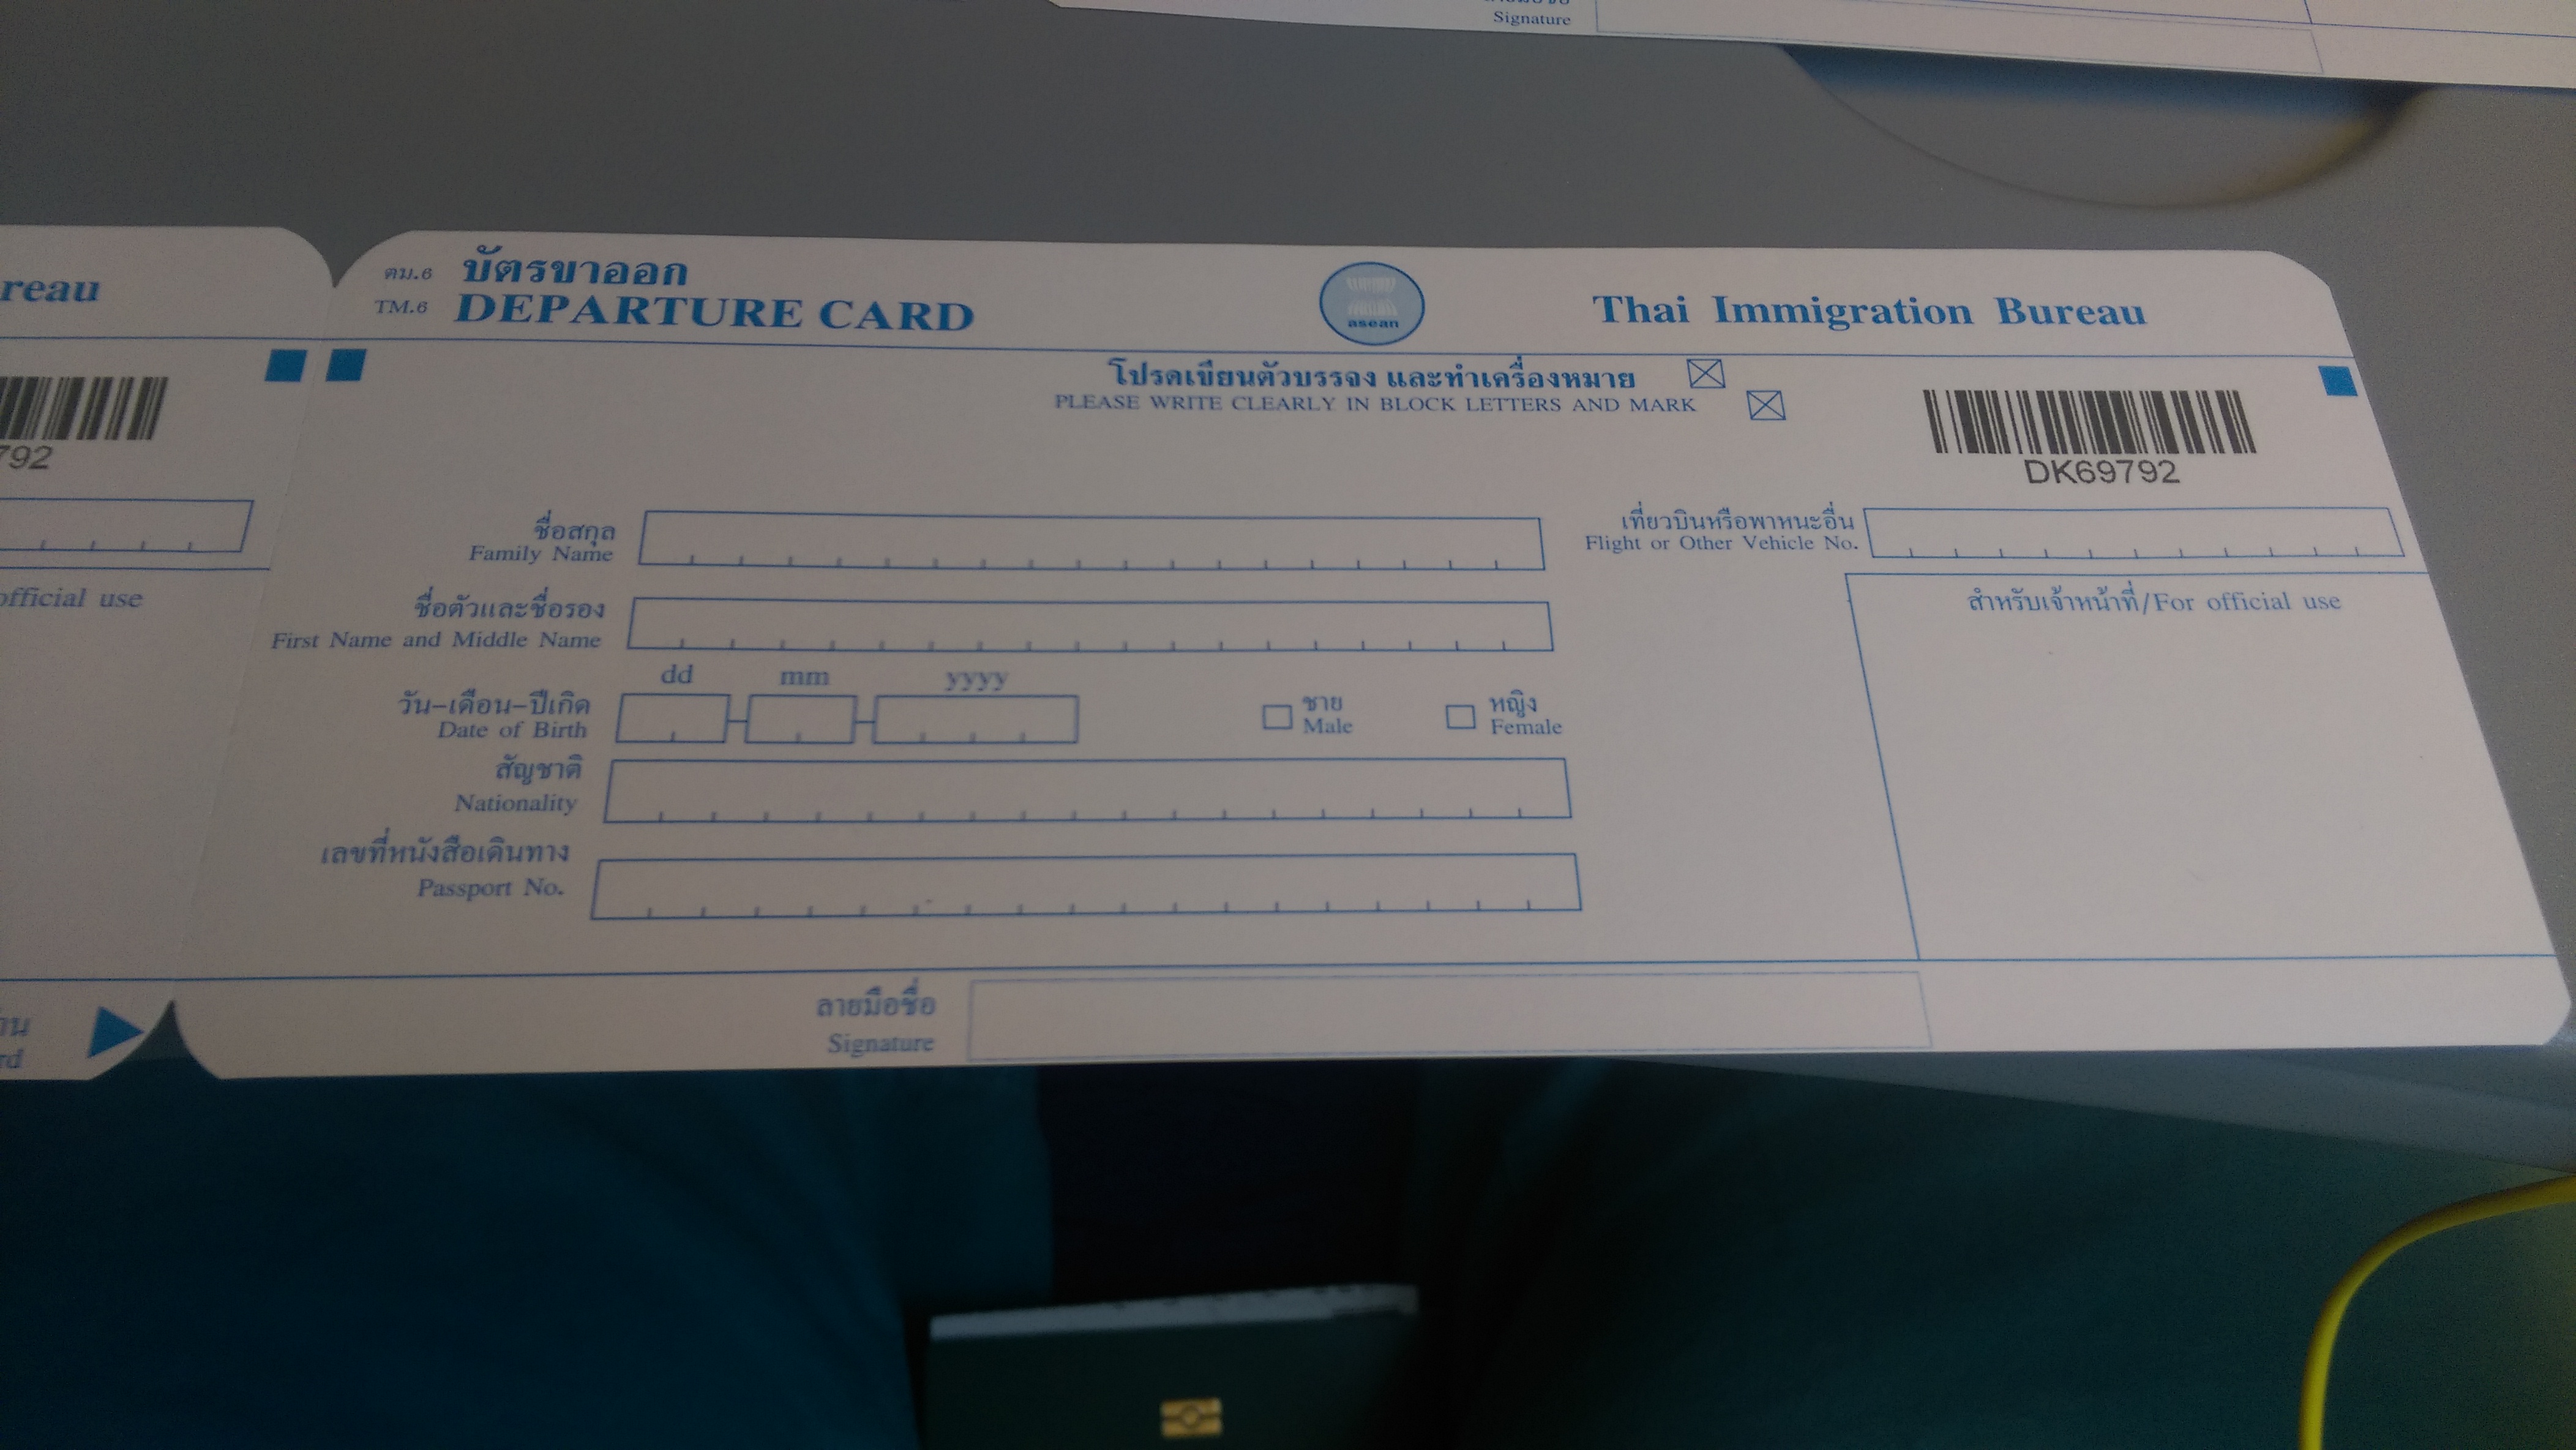 Signature
reau
792
official use
ตม.6 บัตรขาออก
TM.6 DEPARTURE CARD
asean
Thai Immigration Bureau
โปรดเขียนตัวบรรจง และทำเครื่องหมาย
PLEASE WRITE CLEARLY IN BLOCK LETTERS AND MARK
DK69792
ชื่อสกุล
Family Name
เที่ยวบินหรือพาหนะอื่น
Flight or Other Vehicle No.
ชื่อตัวและชื่อรอง
First Name and Middle Name
สำหรับเจ้าหน้าที่/For official use
dd mm yyyy
วัน-เดือน-ปีเกิด
Date of Birth
ชาย
Male
หญิง
Female
สัญชาติ
Nationality
เลขที่หนังสือเดินทาง
Passport No.
ลายมือชื่อ
Signature